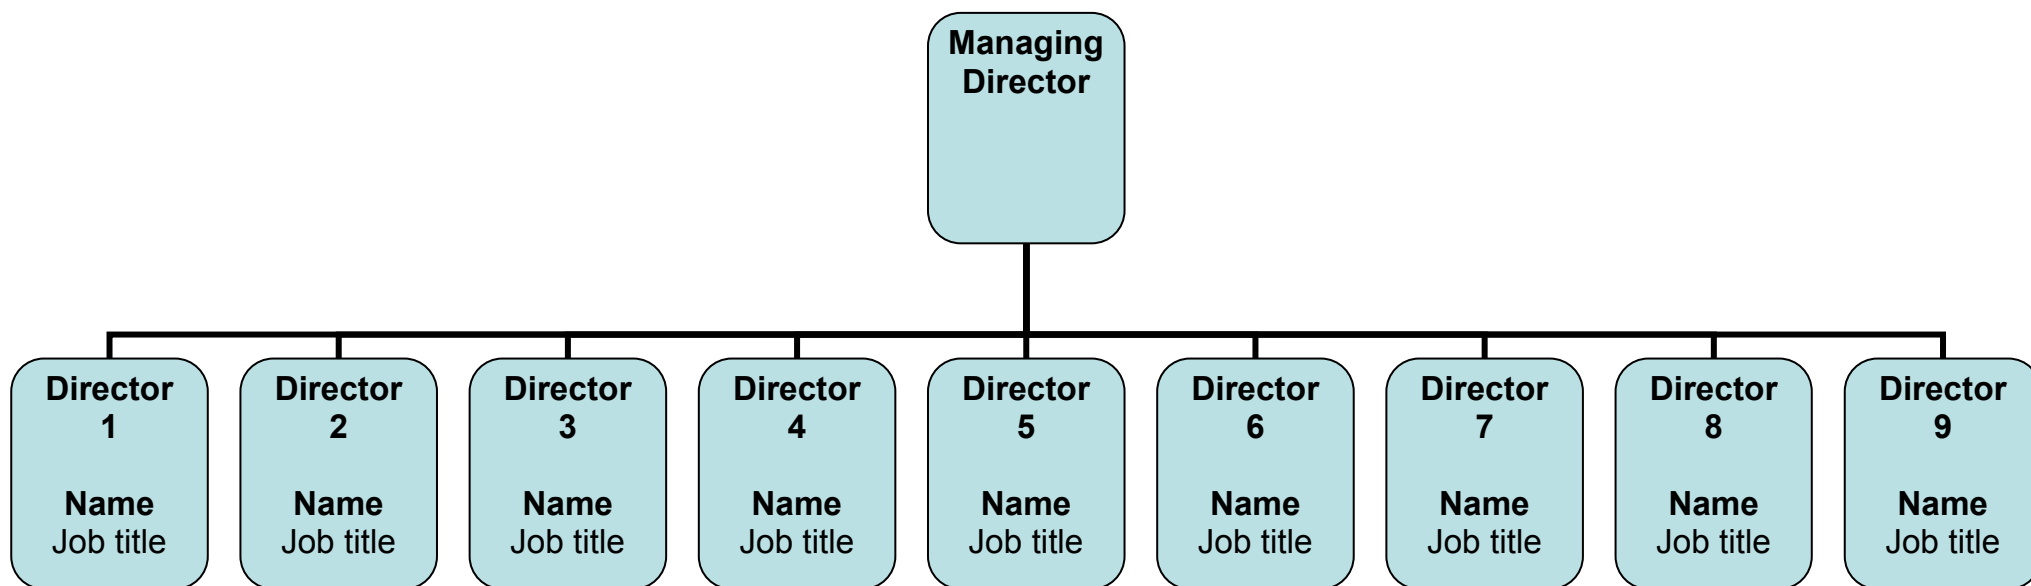 Managing
Director
Director
1
Name
Job title
Director
2
Name
Job title
Director
3
Name
Job title
Director
4
Name
Job title
Director
5
Name
Job title
Director
6
Name
Job title
Director
7
Name
Job title
Director
8
Name
Job title
Director
9
Name
Job title